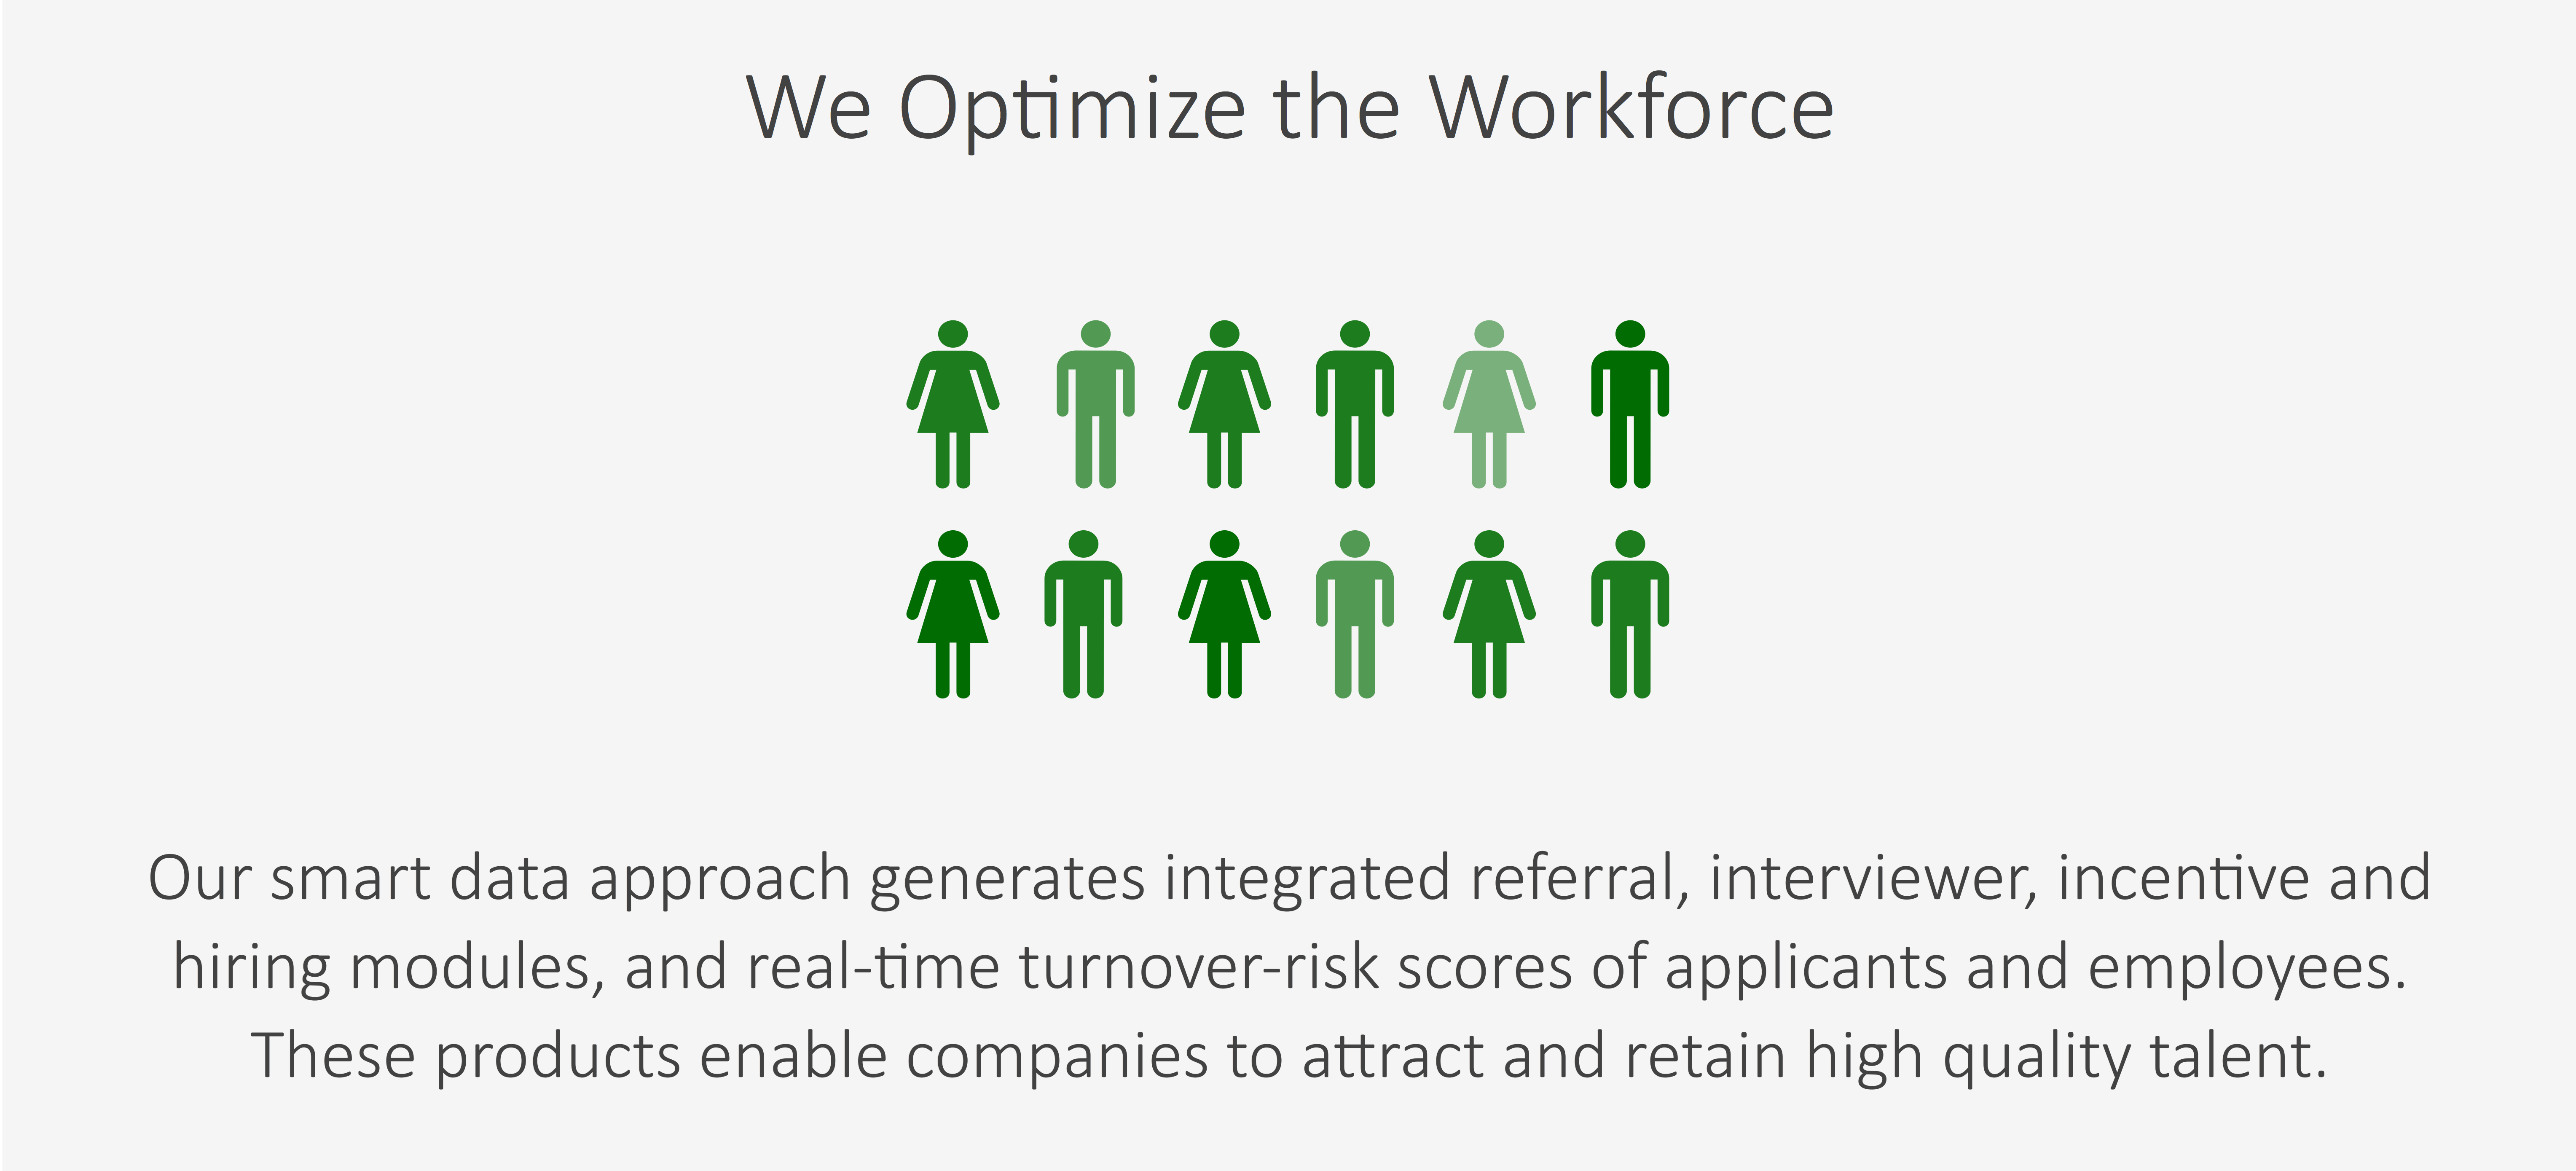 We Optimize the Workforce
Our smart data approach generates integrated referral, interviewer, incentive and
hiring modules, and real-time turnover-risk scores of applicants and employees.
These products enable companies to attract and retain high quality talent.